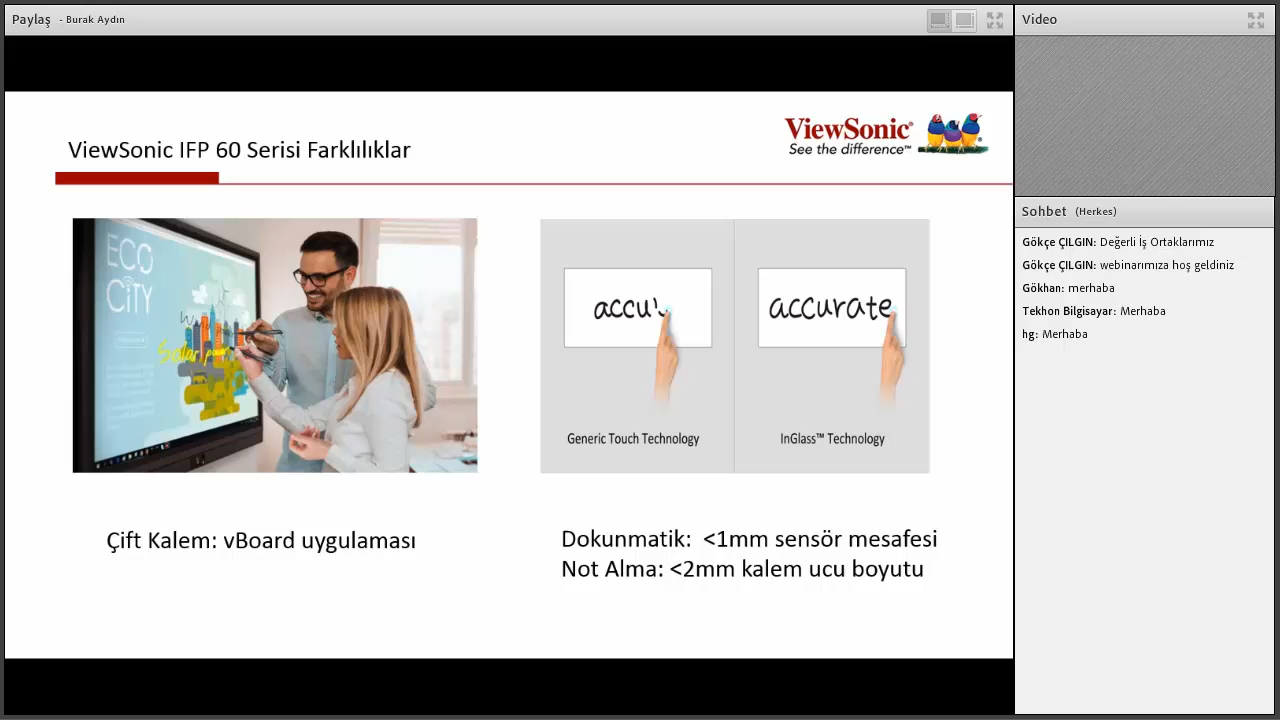 Paylaş - Burak Aydın
Video
ViewSonic IFP 60 Serisi Farklılıklar
ViewSonic®
See the difference™
ECO
CITY
Solar power
accu
accurate
Generic Touch Technology
InGlass™ Technology
Çift Kalem: vBoard uygulaması
Dokunmatik: <1mm sensör mesafesi
Not Alma: <2mm kalem ucu boyutu
Sohbet (Herkes)
Gökçe ÇILGIN: Değerli İş Ortaklarımız
Gökçe ÇILGIN: webinarımıza hoş geldiniz
Gökhan: merhaba
Tekhon Bilgisayar: Merhaba
hg: Merhaba